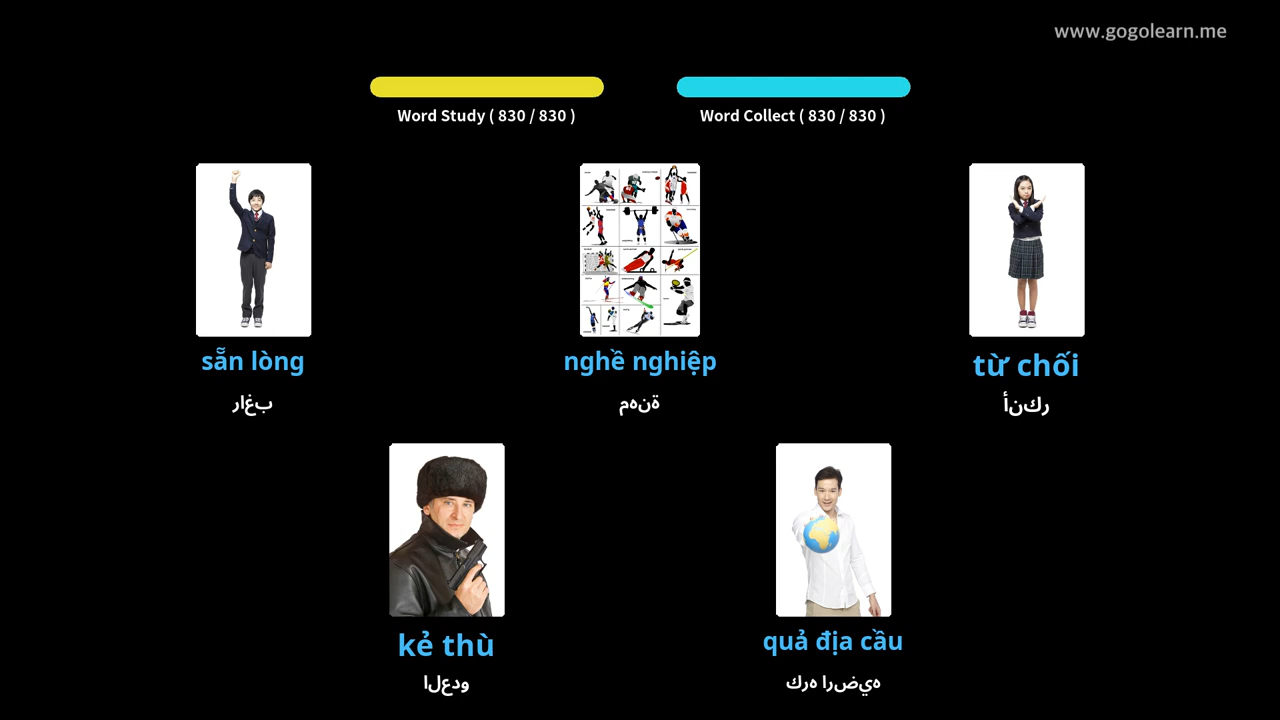 www.gogolearn.me
Word Study ( 830 / 830 )
Word Collect ( 830 / 830 )
sẵn lòng
nghề nghiệp
từ chối
راغب
مهنة
أنكر
kẻ thù
quả địa cầu
العدو
كره ارضيه